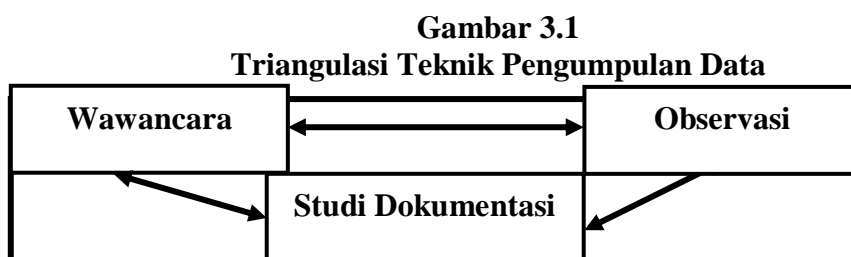 Gambar 3.1
Triangulasi Teknik Pengumpulan Data
Wawancara
Observasi
Studi Dokumentasi